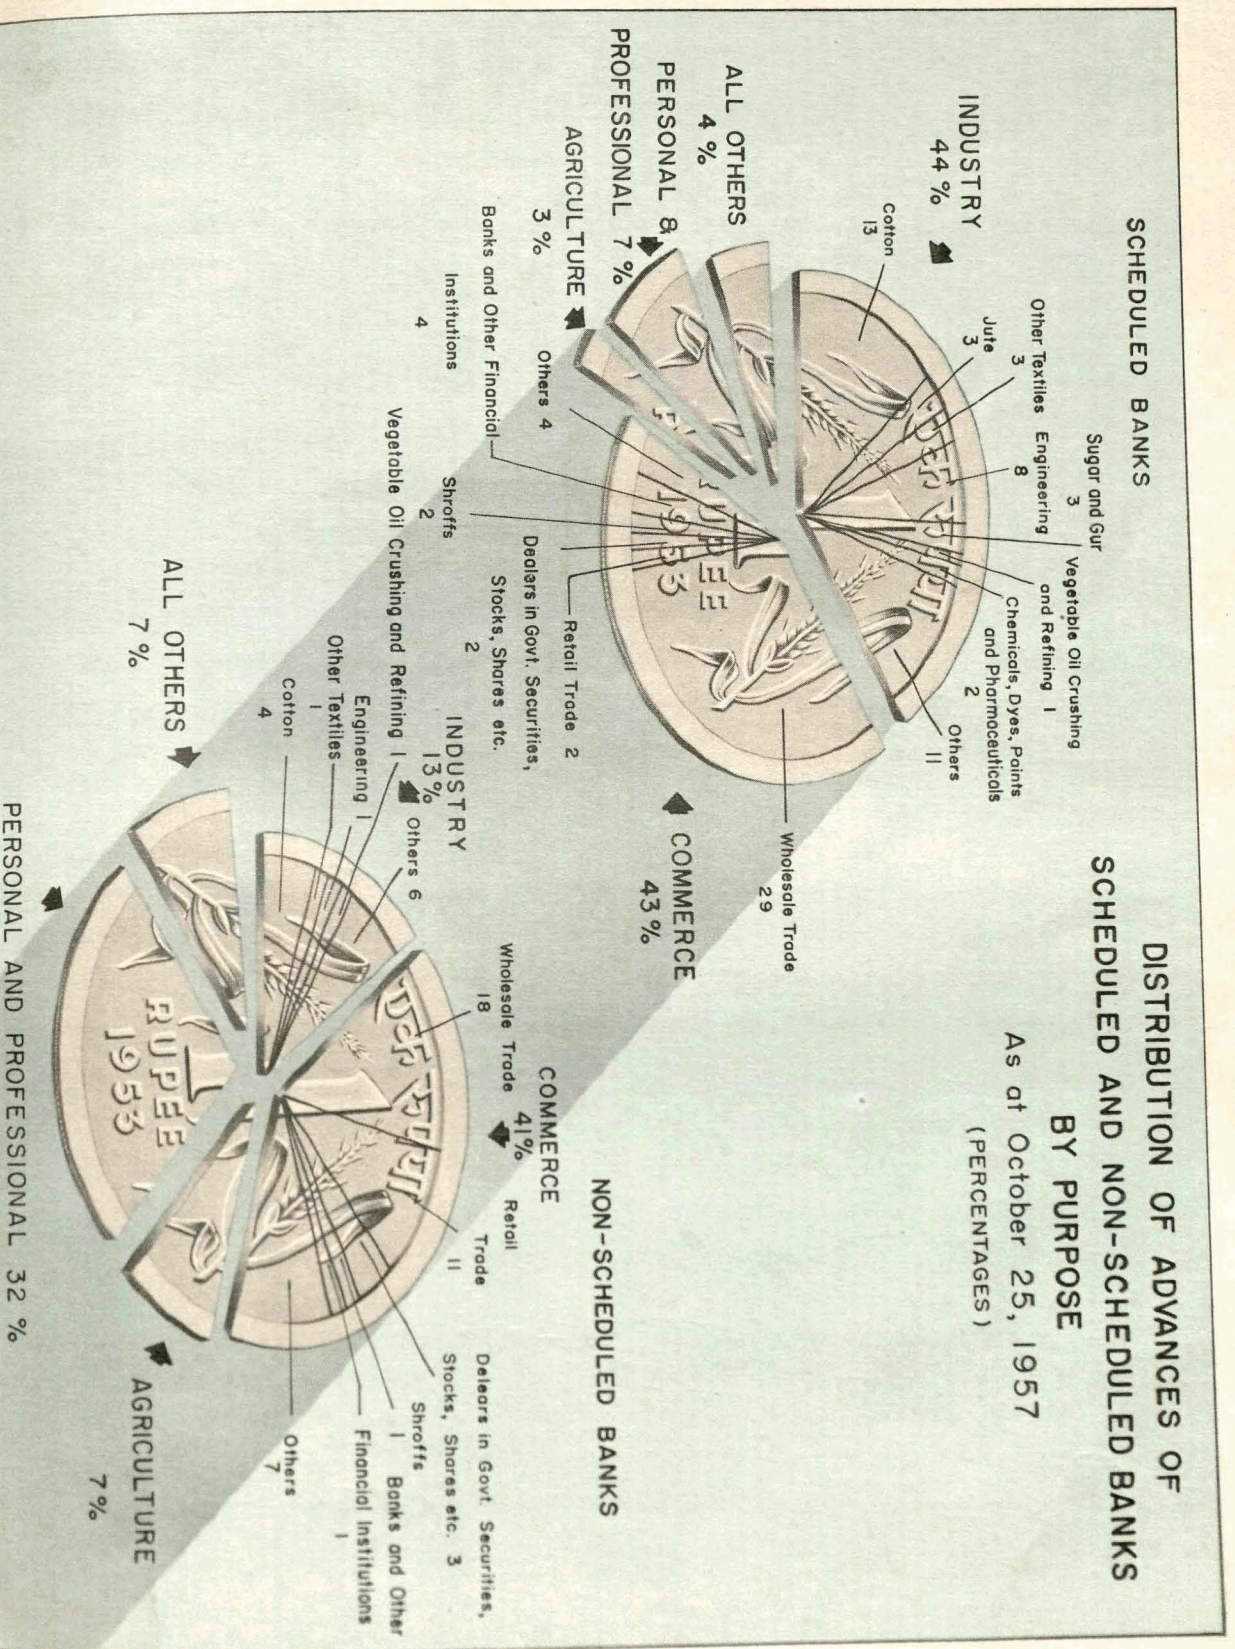 DISTRIBUTION OF ADVANCES OF
SCHEDULED AND NON-SCHEDULED BANKS
BY PURPOSE
As at October 25, 1957
(PERCENTAGES)
SCHEDULED BANKS
INDUSTRY
44%
Cotton
13
Jute
3
Other Textiles
3
Engineering
8
Sugar and Gur
3
Vegetable Oil Crushing
and Refining 1
Chemicals, Dyes, Paints
and Pharmaceuticals
2
Others
11
ALL OTHERS
4%
PERSONAL &
PROFESSIONAL 7%
AGRICULTURE
3%
COMMERCE
43%
Wholesale Trade
29
Retail Trade 2
Dealers in Govt. Securities,
Stocks, Shares etc.
2
Shroffs
2
Banks and Other Financial
Institutions
4
Others 4
एक रुपया
RUPEE
1953
NON-SCHEDULED BANKS
INDUSTRY
13%
Cotton
4
Other Textiles
1
Engineering 1
Vegetable Oil Crushing and Refining 1
Others 6
COMMERCE
41%
Wholesale Trade
18
Retail
Trade
11
Delears in Govt. Securities,
Stocks, Shares etc. 3
Shroffs
1
Banks and Other
Financial Institutions
1
Others
7
ALL OTHERS
7%
PERSONAL AND PROFESSIONAL 32 %
AGRICULTURE
7%
एक रुपया
RUPEE
1953